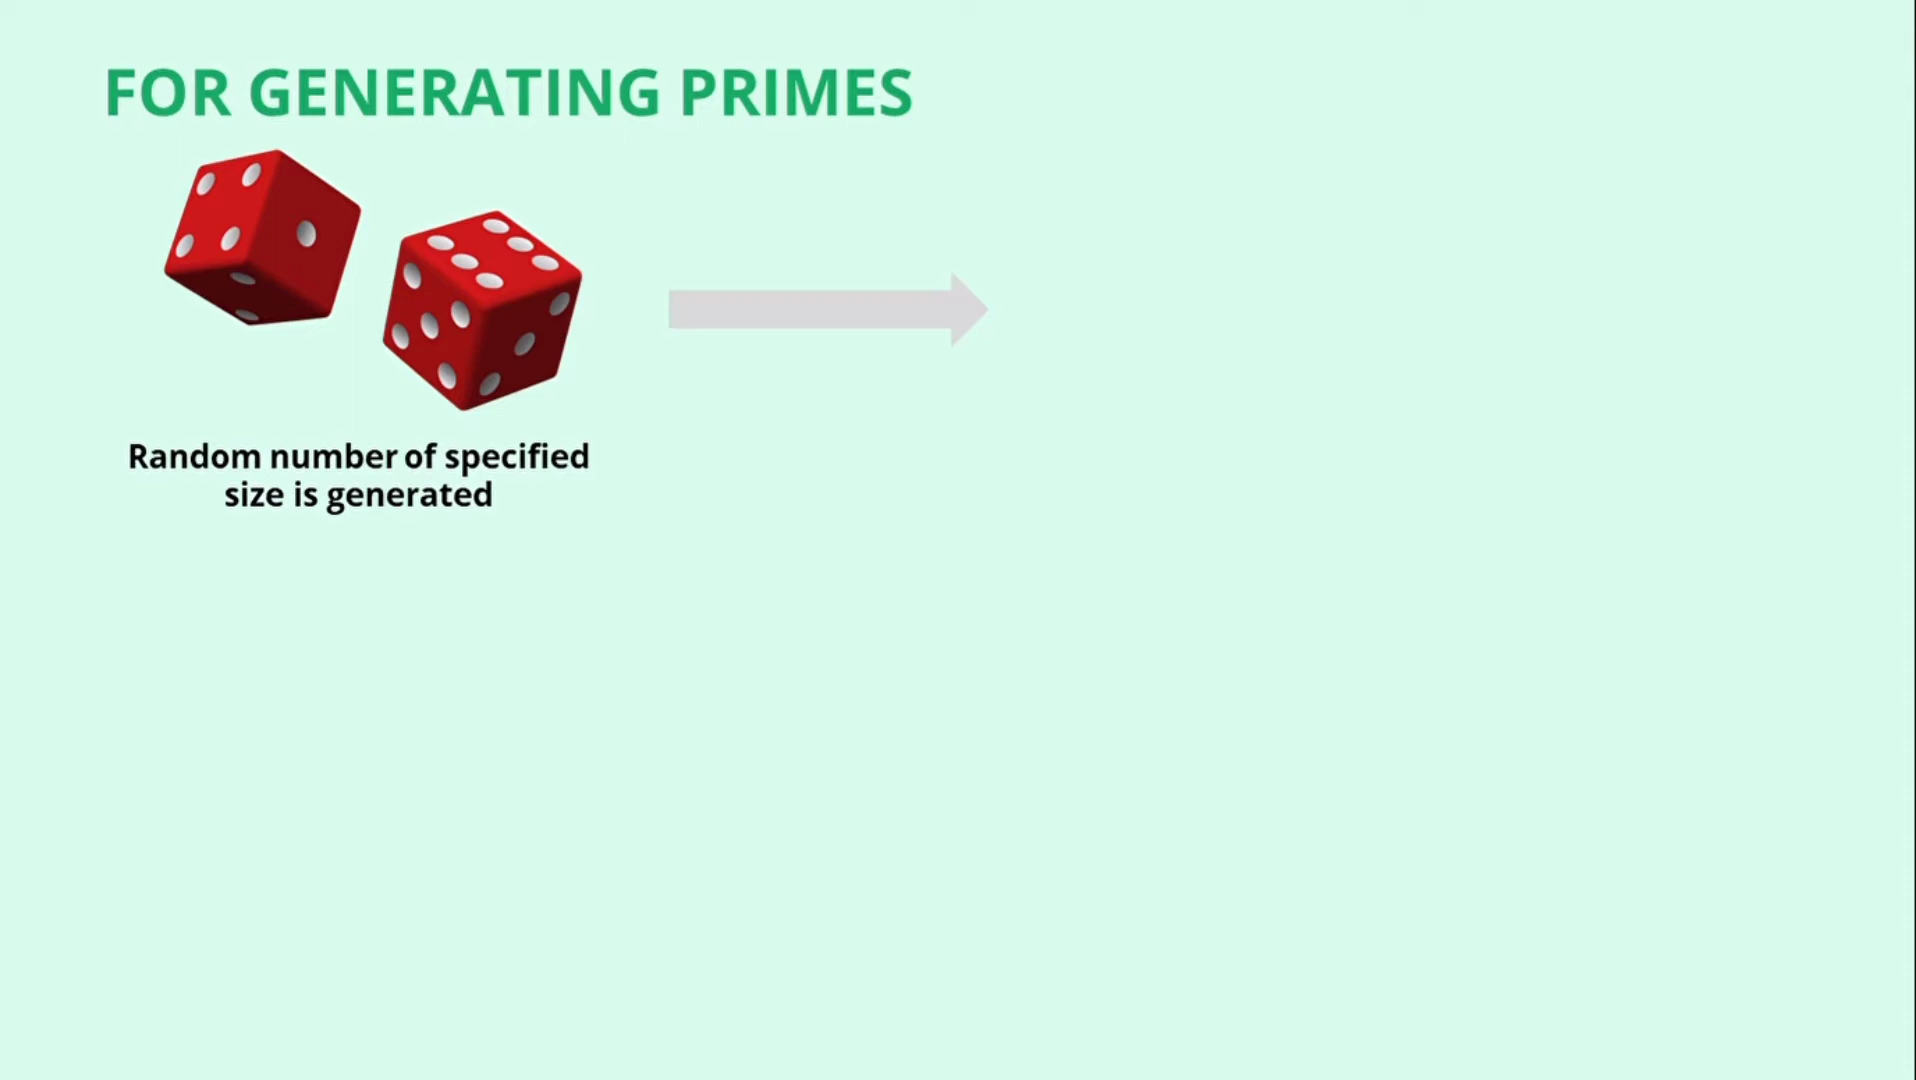 FOR GENERATING PRIMES
Random number of specified
size is generated